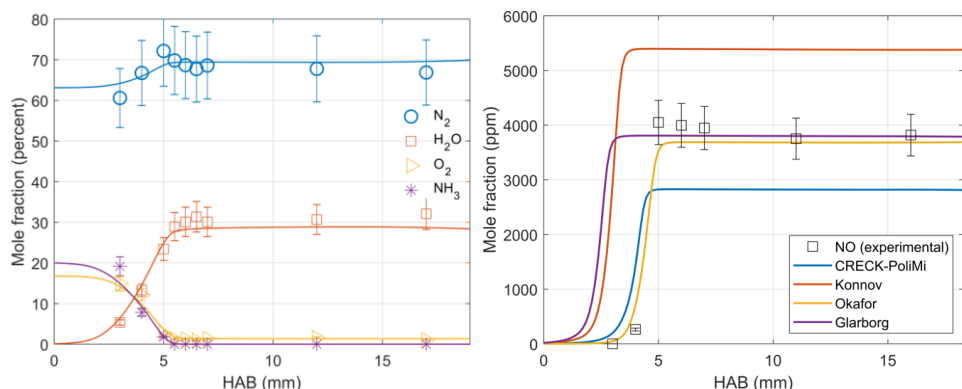 Mole fraction (percent)
80
70
60
50
40
30
20
10
0
0
5
10
15
HAB (mm)
N₂
H₂O
O₂
NH₃
Mole fraction (ppm)
6000
5000
4000
3000
2000
1000
0
0
5
10
15
HAB (mm)
NO (experimental)
CRECK-PoliMi
Konnov
Okafor
Glarborg